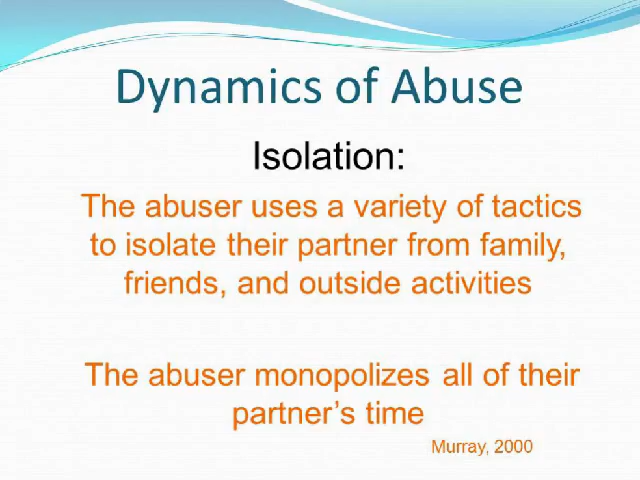 Dynamics of Abuse
Isolation:
The abuser uses a variety of tactics
to isolate their partner from family,
friends, and outside activities
The abuser monopolizes all of their
partner's time
Murray, 2000